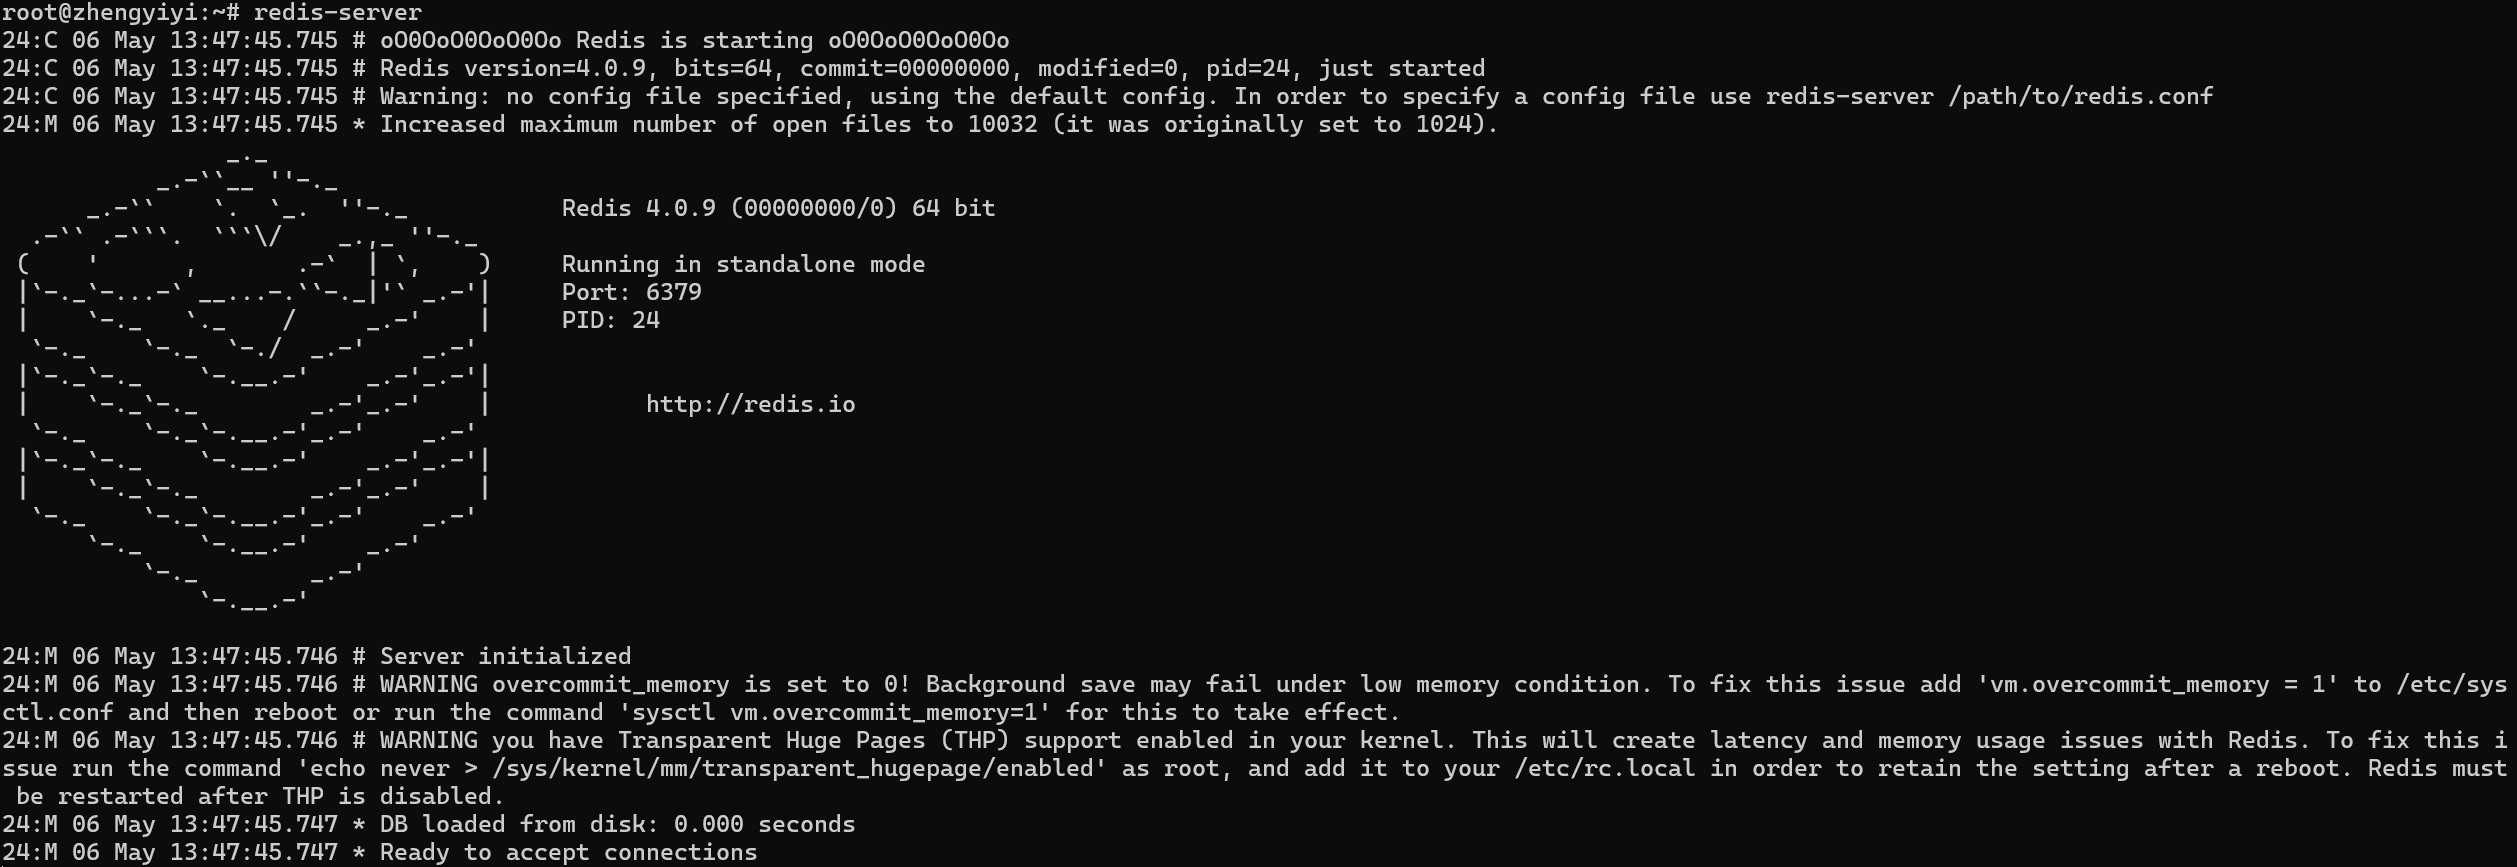 root@zhengyiyi:~# redis-server
24:C 06 May 13:47:45.745 # oO0OoO0OoO0Oo Redis is starting oO0OoO0OoO0Oo
24:C 06 May 13:47:45.745 # Redis version=4.0.9, bits=64, commit=00000000, modified=0, pid=24, just started
24:C 06 May 13:47:45.745 # Warning: no config file specified, using the default config. In order to specify a config file use redis-server /path/to/redis.conf
24:M 06 May 13:47:45.745 * Increased maximum number of open files to 10032 (it was originally set to 1024).
Redis 4.0.9 (00000000/0) 64 bit
Running in standalone mode
Port: 6379
PID: 24
http://redis.io
24:M 06 May 13:47:45.746 # Server initialized
24:M 06 May 13:47:45.746 # WARNING overcommit_memory is set to 0! Background save may fail under low memory condition. To fix this issue add 'vm.overcommit_memory = 1' to /etc/sys
ctl.conf and then reboot or run the command 'sysctl vm.overcommit_memory=1' for this to take effect.
24:M 06 May 13:47:45.746 # WARNING you have Transparent Huge Pages (THP) support enabled in your kernel. This will create latency and memory usage issues with Redis. To fix this i
ssue run the command 'echo never > /sys/kernel/mm/transparent_hugepage/enabled' as root, and add it to your /etc/rc.local in order to retain the setting after a reboot. Redis must
 be restarted after THP is disabled.
24:M 06 May 13:47:45.747 * DB loaded from disk: 0.000 seconds
24:M 06 May 13:47:45.747 * Ready to accept connections